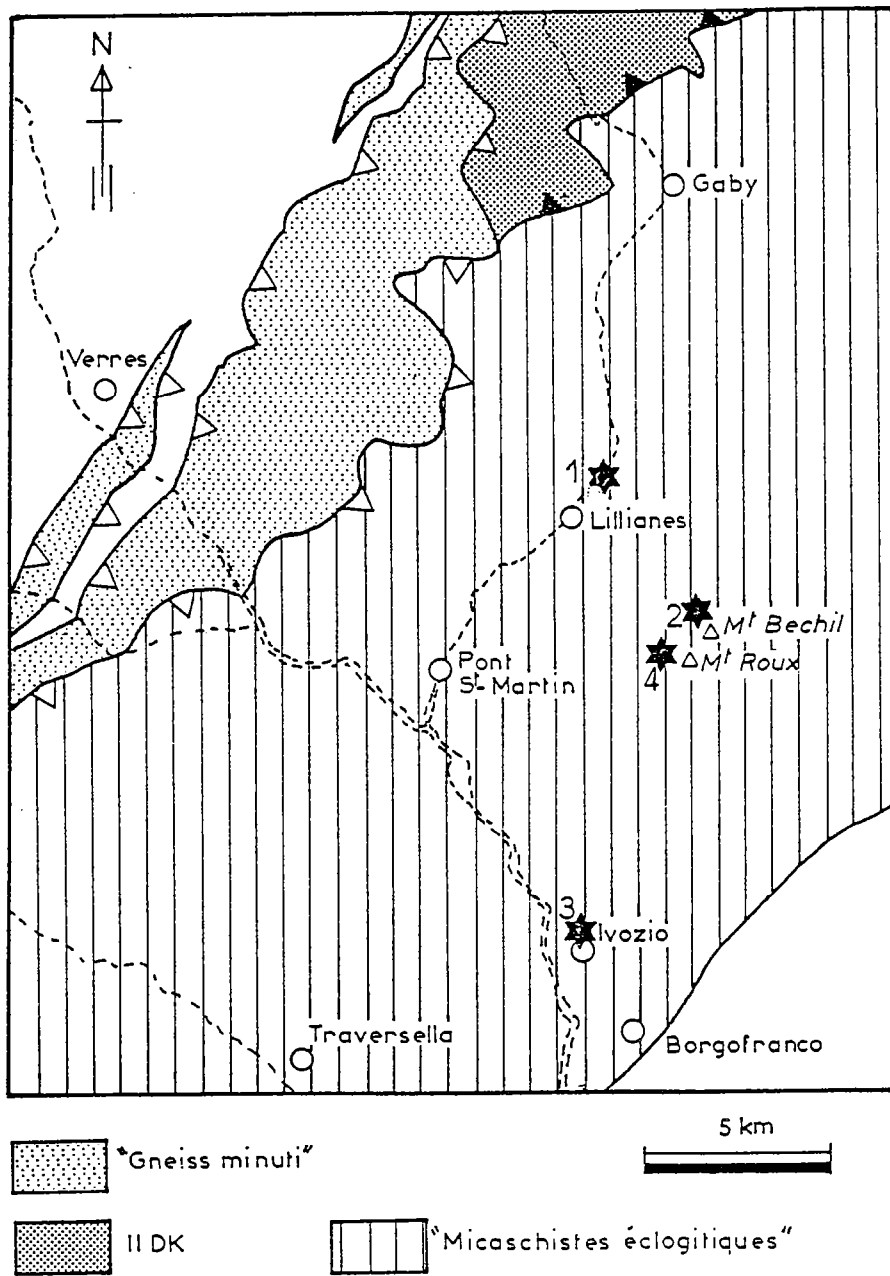 N
Gaby
Verres
1
Lillianes
2
Mt Bechil
4
Mt Roux
Pont
St-Martin
3
Ivozio
Traversella
Borgofranco
5 km
"Gneiss minuti"
II DK
"Micaschistes éclogitiques"